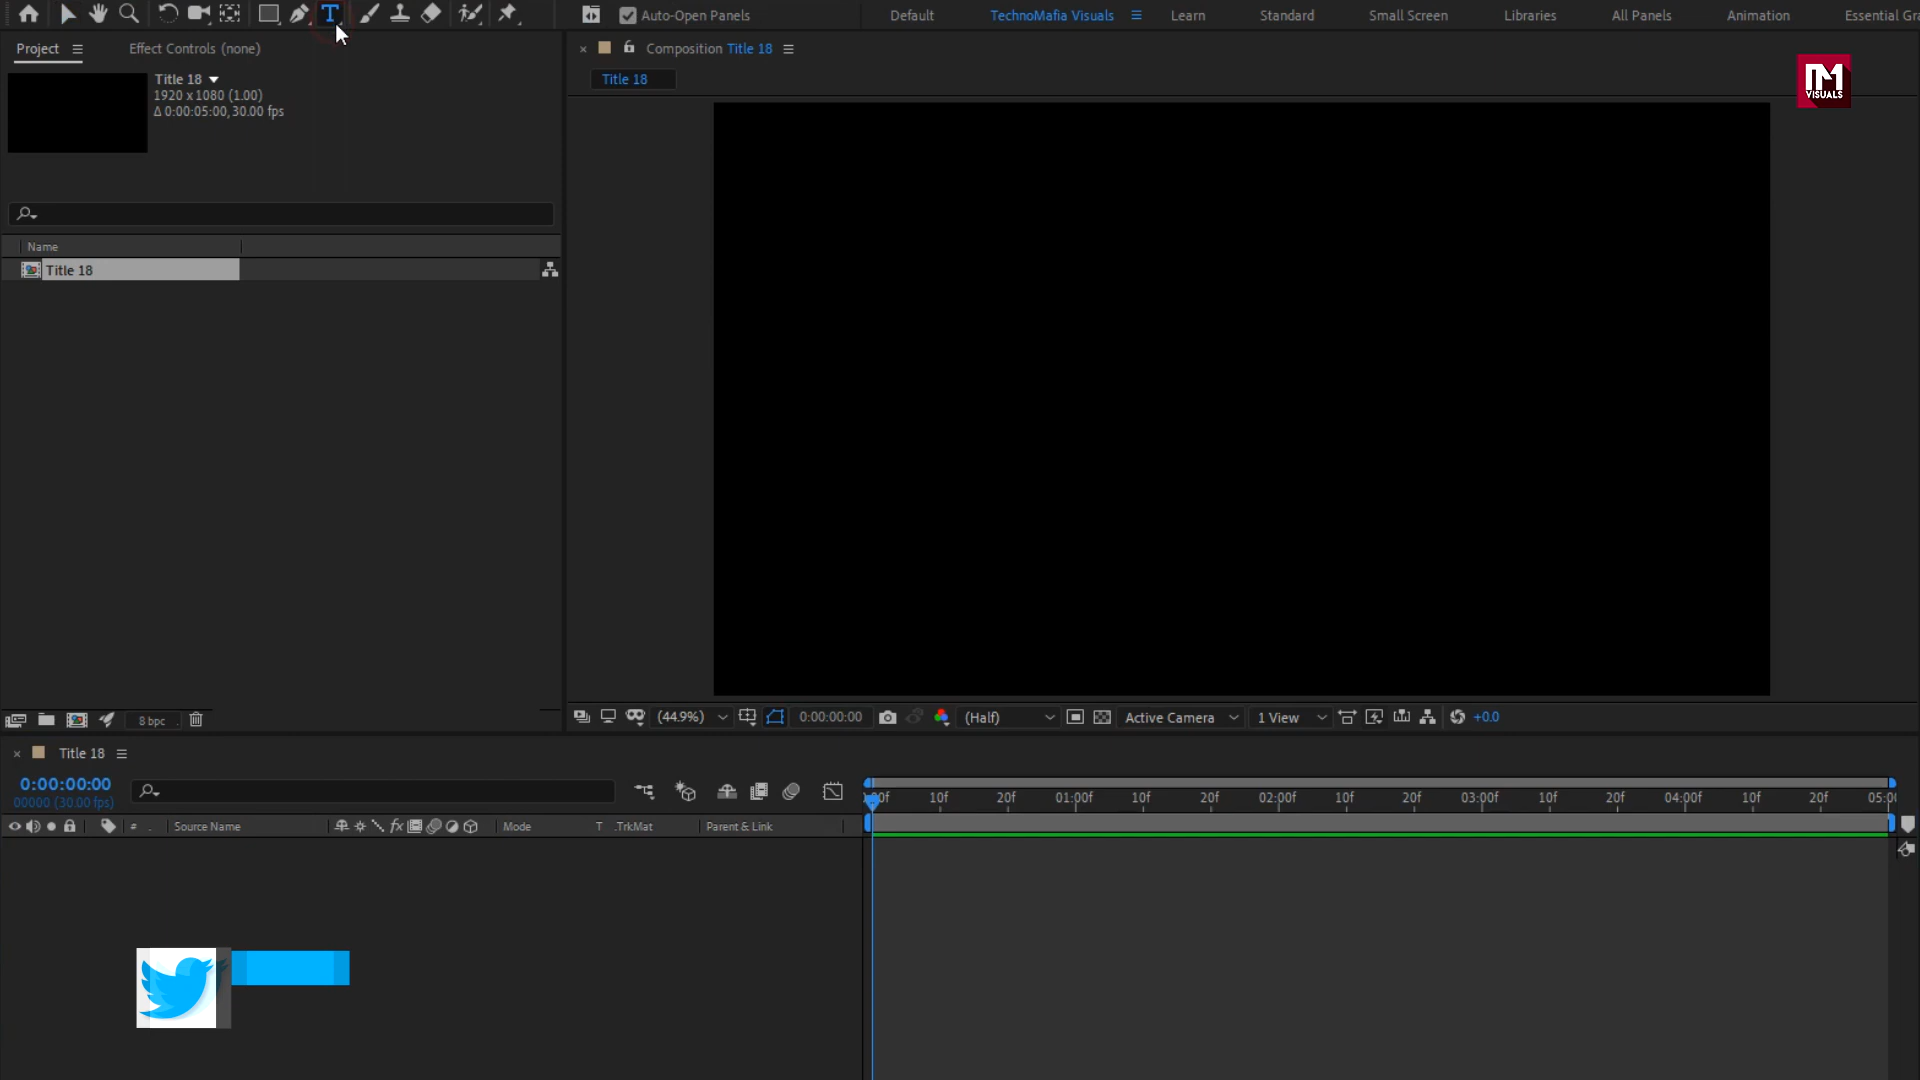 T Auto-Open Panels Default TechnoMafia Visuals Learn Standard Small Screen Libraries All Panels Animation Essential Gra
Project Effect Controls (none) Composition Title 18
Title 18
1920 x 1080 (1.00)
Δ 0:00:05:00, 30.00 fps
Title 18
VISUALS
Name
Title 18
8 bpc
(44.9%) 0:00:00:00 (Half) Active Camera 1 View +0.0
Title 18
0:00:00:00
00000 (30.00 fps)
:00f 10f 20f 01:00f 10f 20f 02:00f 10f 20f 03:00f 10f 20f 04:00f 10f 20f 05:00
# . Source Name fx Mode T .TrkMat Parent & Link